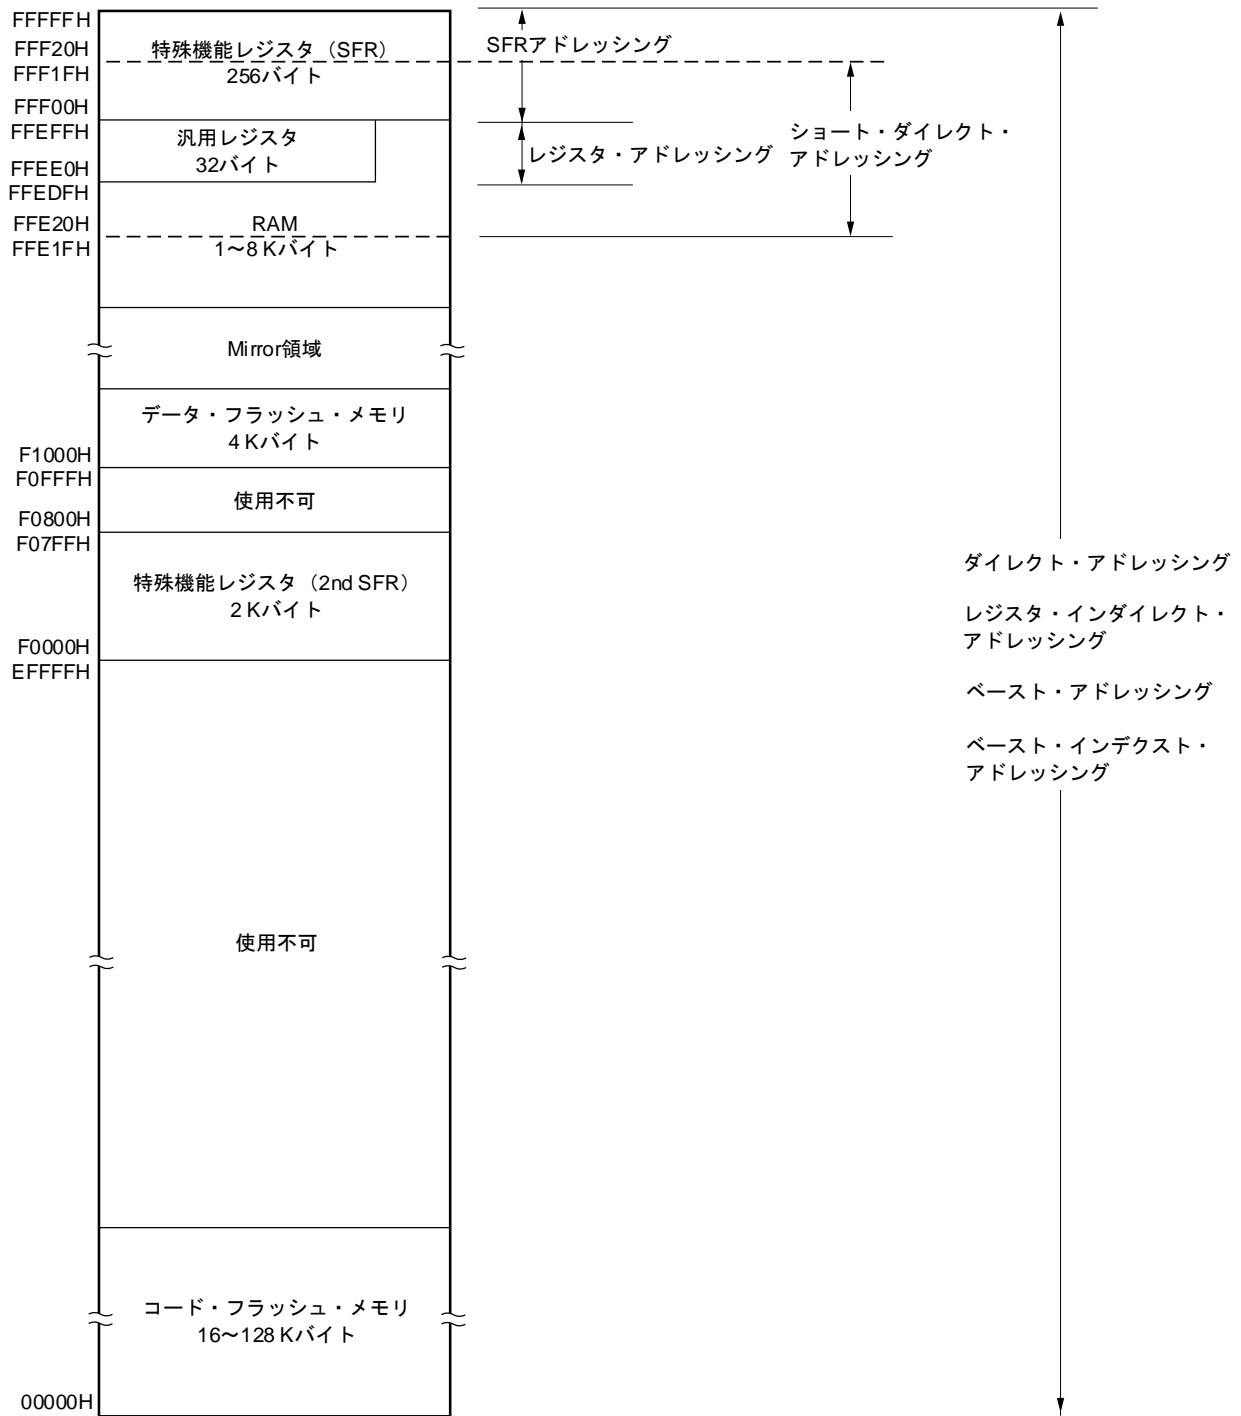 FFFFFH
FFF20H
FFF1FH
FFF00H
FFEFFH
FFEE0H
FFEDFH
FFE20H
FFE1FH
特殊機能レジスタ（SFR）
256バイト
汎用レジスタ
32バイト
RAM
1～8 Kバイト
Mirror領域
データ・フラッシュ・メモリ
4 Kバイト
F1000H
F0FFFH
使用不可
F0800H
F07FFH
特殊機能レジスタ（2nd SFR）
2 Kバイト
F0000H
EFFFFH
使用不可
コード・フラッシュ・メモリ
16～128 Kバイト
00000H
SFRアドレッシング
レジスタ・アドレッシング
ショート・ダイレクト・
アドレッシング
ダイレクト・アドレッシング
レジスタ・インダイレクト・
アドレッシング
ベースト・アドレッシング
ベースト・インデクスト・
アドレッシング